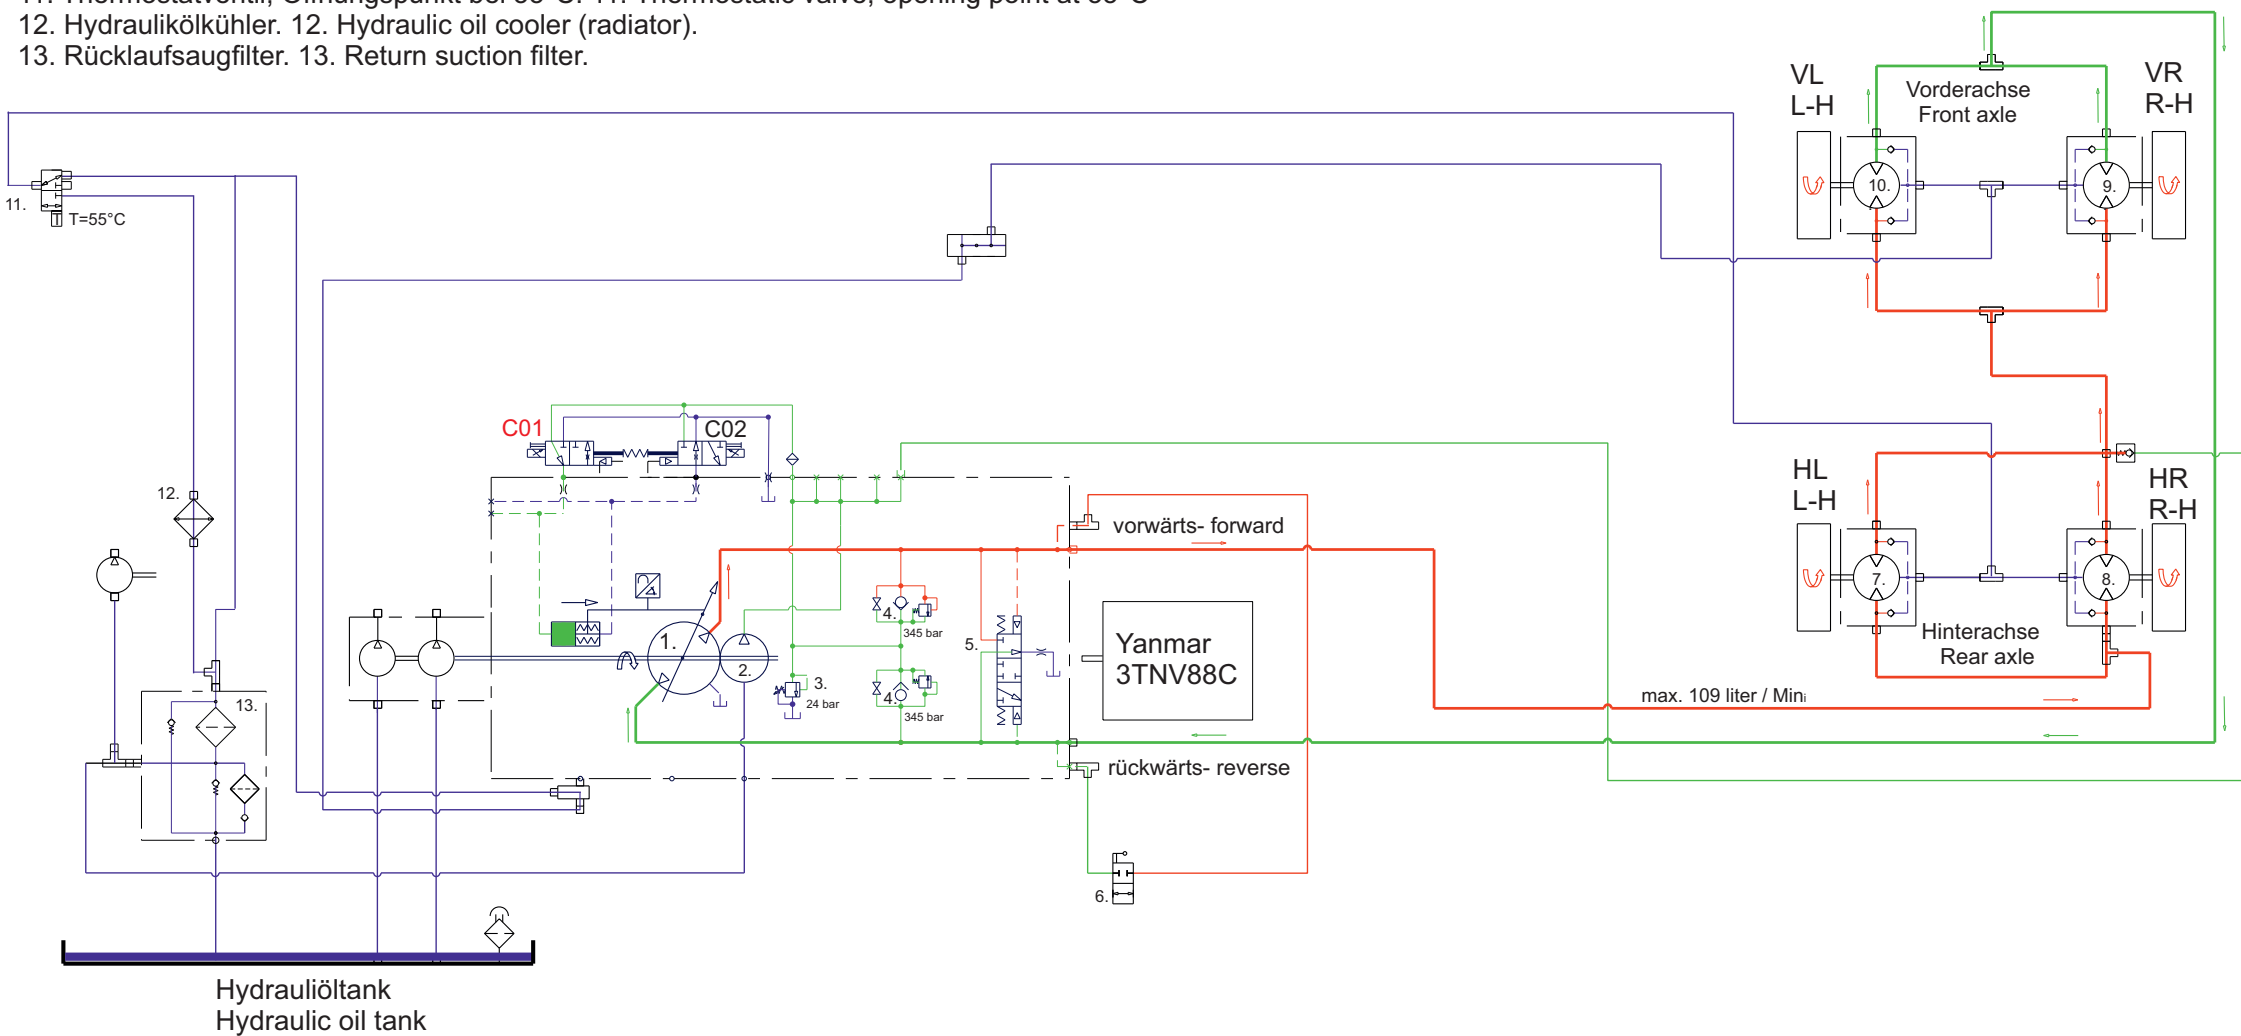 12. Hydraulikölkühler. 12. Hydraulic oil cooler (radiator).
13. Rücklaufsaugfilter. 13. Return suction filter.
VL
L-H
Vorderachse
Front axle
VR
R-H
10.
9.
11.
T=55°C
C01
C02
12.
HL
L-H
HR
R-H
vorwärts- forward
7.
8.
1.
2.
3.
24 bar
4.
345 bar
4.
345 bar
5.
Yanmar
3TNV88C
Hinterachse
Rear axle
max. 109 liter / Min
13.
rückwärts- reverse
6.
Hydrauliöltank
Hydraulic oil tank